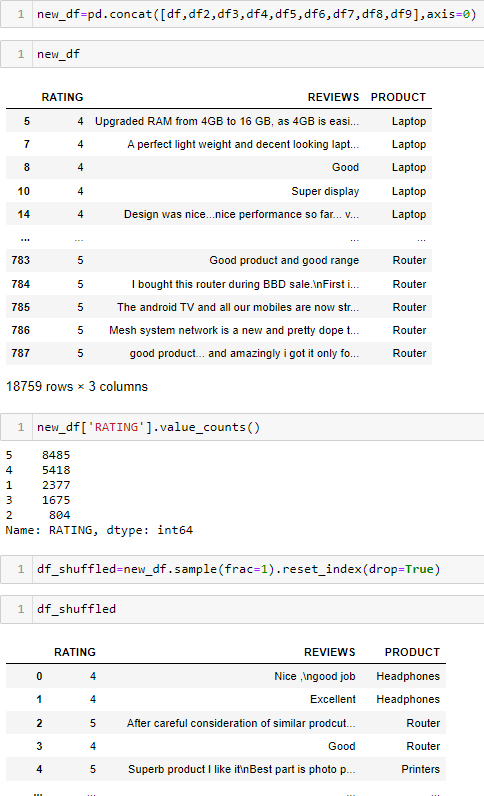 1 new_df=pd.concat([df,df2,df3,df4,df5,df6,df7,df8,df9],axis=0)
1 new_df
RATING REVIEWS PRODUCT
5 4 Upgraded RAM from 4GB to 16 GB, as 4GB is easi... Laptop
7 4 A perfect light weight and decent looking lapt... Laptop
8 4 Good Laptop
10 4 Super display Laptop
14 4 Design was nice...nice performance so far... v... Laptop
... ... ... ...
783 5 Good product and good range Router
784 5 I bought this router during BBD sale.\nFirst i... Router
785 5 The android TV and all our mobiles are now str... Router
786 5 Mesh system network is a new and pretty dope t... Router
787 5 good product... and amazingly i got it only fo... Router
18759 rows × 3 columns
1 new_df['RATING'].value_counts()
5 8485
4 5418
1 2377
3 1675
2 804
Name: RATING, dtype: int64
1 df_shuffled=new_df.sample(frac=1).reset_index(drop=True)
1 df_shuffled
RATING REVIEWS PRODUCT
0 4 Nice ,\ngood job Headphones
1 4 Excellent Headphones
2 5 After careful consideration of similar prodcut... Router
3 4 Good Router
4 5 Superb product I like it\nBest part is photo p... Printers
... ... ... ...